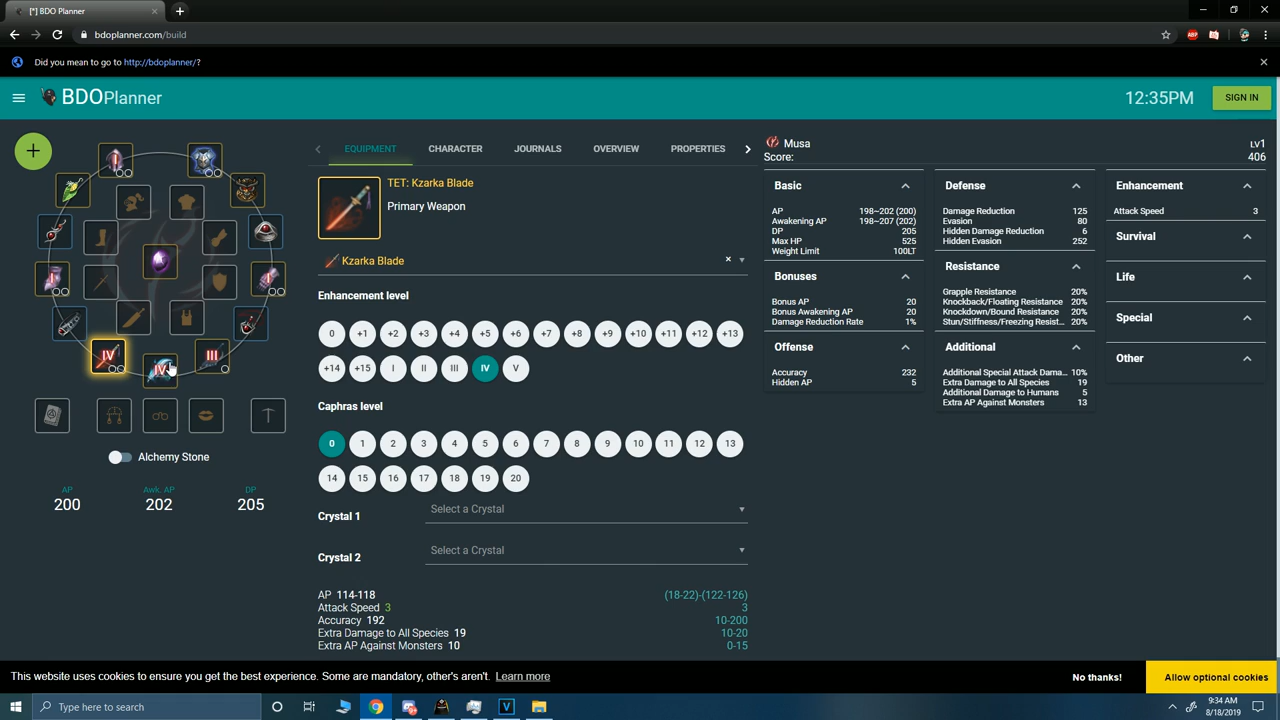 [*] BDO Planner
bdoplanner.com/build
ABP
Did you mean to go to http://bdoplanner/?
BDOPlanner
12:35PM
SIGN IN
EQUIPMENT
CHARACTER
JOURNALS
OVERVIEW
PROPERTIES
TET: Kzarka Blade
Primary Weapon
Kzarka Blade
Enhancement level
0 +1 +2 +3 +4 +5 +6 +7 +8 +9 +10 +11 +12 +13
+14 +15 I II III IV V
Caphras level
0 1 2 3 4 5 6 7 8 9 10 11 12 13
14 15 16 17 18 19 20
Crystal 1 Select a Crystal
Crystal 2 Select a Crystal
AP 114-118 (18-22)-(122-126)
Attack Speed 3 3
Accuracy 192 10-200
Extra Damage to All Species 19 10-20
Extra AP Against Monsters 10 0-15
I
I
I
IV
IV
III
Alchemy Stone
AP Awk. AP DP
200 202 205
Musa LV1
Score: 406
Basic
AP 198~202 (200)
Awakening AP 198~207 (202)
DP 205
Max HP 525
Weight Limit 100LT
Bonuses
Bonus AP 20
Bonus Awakening AP 20
Damage Reduction Rate 1%
Offense
Accuracy 232
Hidden AP 5
Defense
Damage Reduction 125
Evasion 80
Hidden Damage Reduction 6
Hidden Evasion 252
Resistance
Grapple Resistance 20%
Knockback/Floating Resistance 20%
Knockdown/Bound Resistance 20%
Stun/Stiffness/Freezing Resist... 20%
Additional
Additional Special Attack Dama... 10%
Extra Damage to All Species 19
Additional Damage to Humans 5
Extra AP Against Monsters 13
Enhancement
Attack Speed 3
Survival
Life
Special
Other
This website uses cookies to ensure you get the best experience. Some are mandatory, other's aren't. Learn more
No thanks!
Allow optional cookies
Type here to search
9:34 AM
8/18/2019